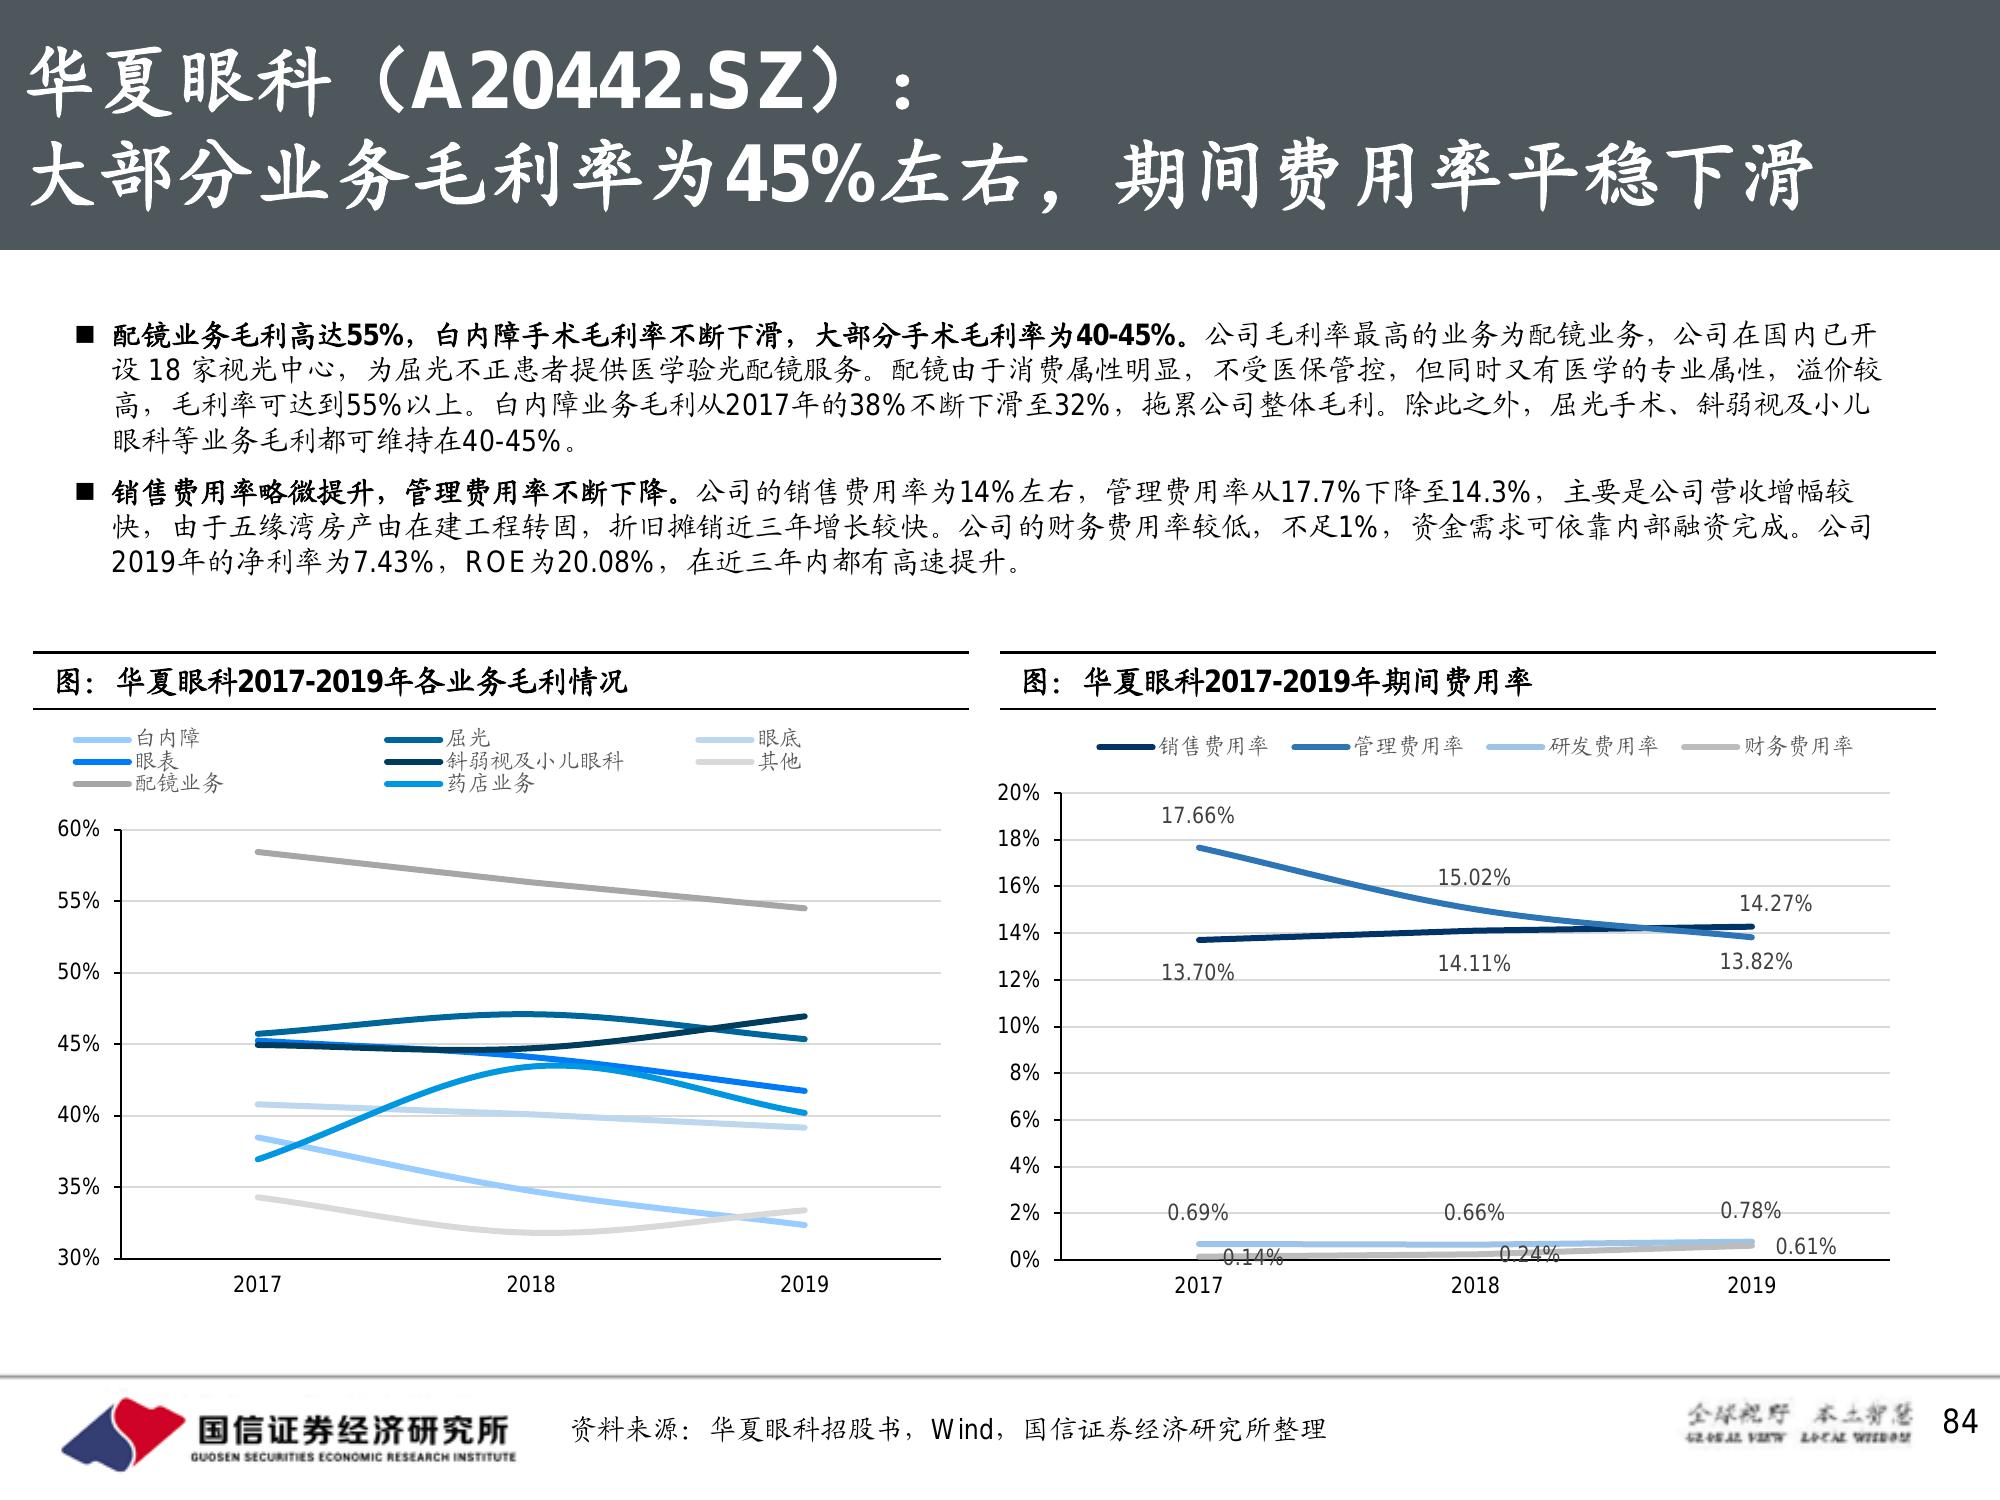 华夏眼科（A20442.SZ）：
大部分业务毛利率为45%左右，期间费用率平稳下滑
■ 配镜业务毛利高达55%，白内障手术毛利率不断下滑，大部分手术毛利率为40-45%。公司毛利率最高的业务为配镜业务，公司在国内已开
设 18 家视光中心，为屈光不正患者提供医学验光配镜服务。配镜由于消费属性明显，不受医保管控，但同时又有医学的专业属性，溢价较
高，毛利率可达到55%以上。白内障业务毛利从2017年的38%不断下滑至32%，拖累公司整体毛利。除此之外，屈光手术、斜弱视及小儿
眼科等业务毛利都可维持在40-45%。
■ 销售费用率略微提升，管理费用率不断下降。公司的销售费用率为14%左右，管理费用率从17.7%下降至14.3%，主要是公司营收增幅较
快，由于五缘湾房产由在建工程转固，折旧摊销近三年增长较快。公司的财务费用率较低，不足1%，资金需求可依靠内部融资完成。公司
2019年的净利率为7.43%，ROE为20.08%，在近三年内都有高速提升。
图：华夏眼科2017-2019年各业务毛利情况
白内障 屈光 眼底
眼表 斜弱视及小儿眼科 其他
配镜业务 药店业务
60%
55%
50%
45%
40%
35%
30%
2017 2018 2019
图：华夏眼科2017-2019年期间费用率
销售费用率 管理费用率 研发费用率 财务费用率
20%
18%
16%
14%
12%
10%
8%
6%
4%
2%
0%
17.66%
15.02%
14.27%
13.70%
14.11%
13.82%
0.69%
0.66%
0.78%
0.14%
0.24%
0.61%
2017 2018 2019
国信证券经济研究所
GUOSEN SECURITIES ECONOMIC RESEARCH INSTITUTE
资料来源：华夏眼科招股书，Wind，国信证券经济研究所整理
全球视野 本土智慧
GLOBAL VIEW LOCAL WISDOM
84